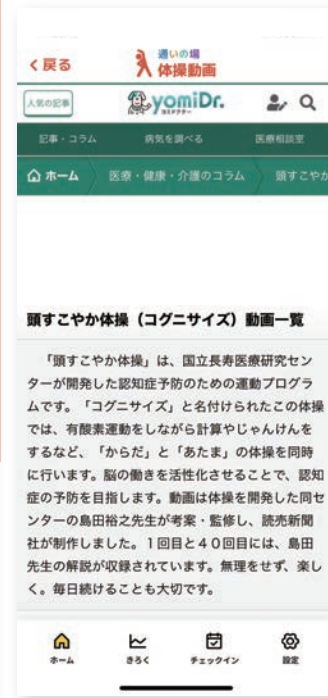 戻る
通いの場
体操動画
人気の記事
yomiDr.
ヨミドクター
記事・コラム
病気を調べる
医療相談室
ホーム
医療・健康・介護のコラム
頭すこやか
頭すこやか体操（コグニサイズ）動画一覧
「頭すこやか体操」は、国立長寿医療研究セン
ターが開発した認知症予防のための運動プログラ
ムです。「コグニサイズ」と名付けられたこの体操
では、有酸素運動をしながら計算やじゃんけんを
するなど、「からだ」と「あたま」の体操を同時
に行います。脳の働きを活性化させることで、認知
症の予防を目指します。動画は体操を開発した同セ
ンターの島田裕之先生が考案・監修し、読売新聞
社が制作しました。１回目と４０回目には、島田
先生の解説が収録されています。無理をせず、楽し
く。毎日続けることも大切です。
ホーム
きろく
チェックイン
設定